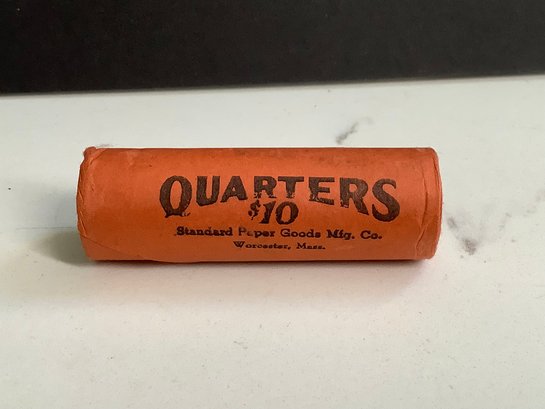 QUARTERS
$10
Standard Paper Goods Mfg. Co.
Worcester, Mass.